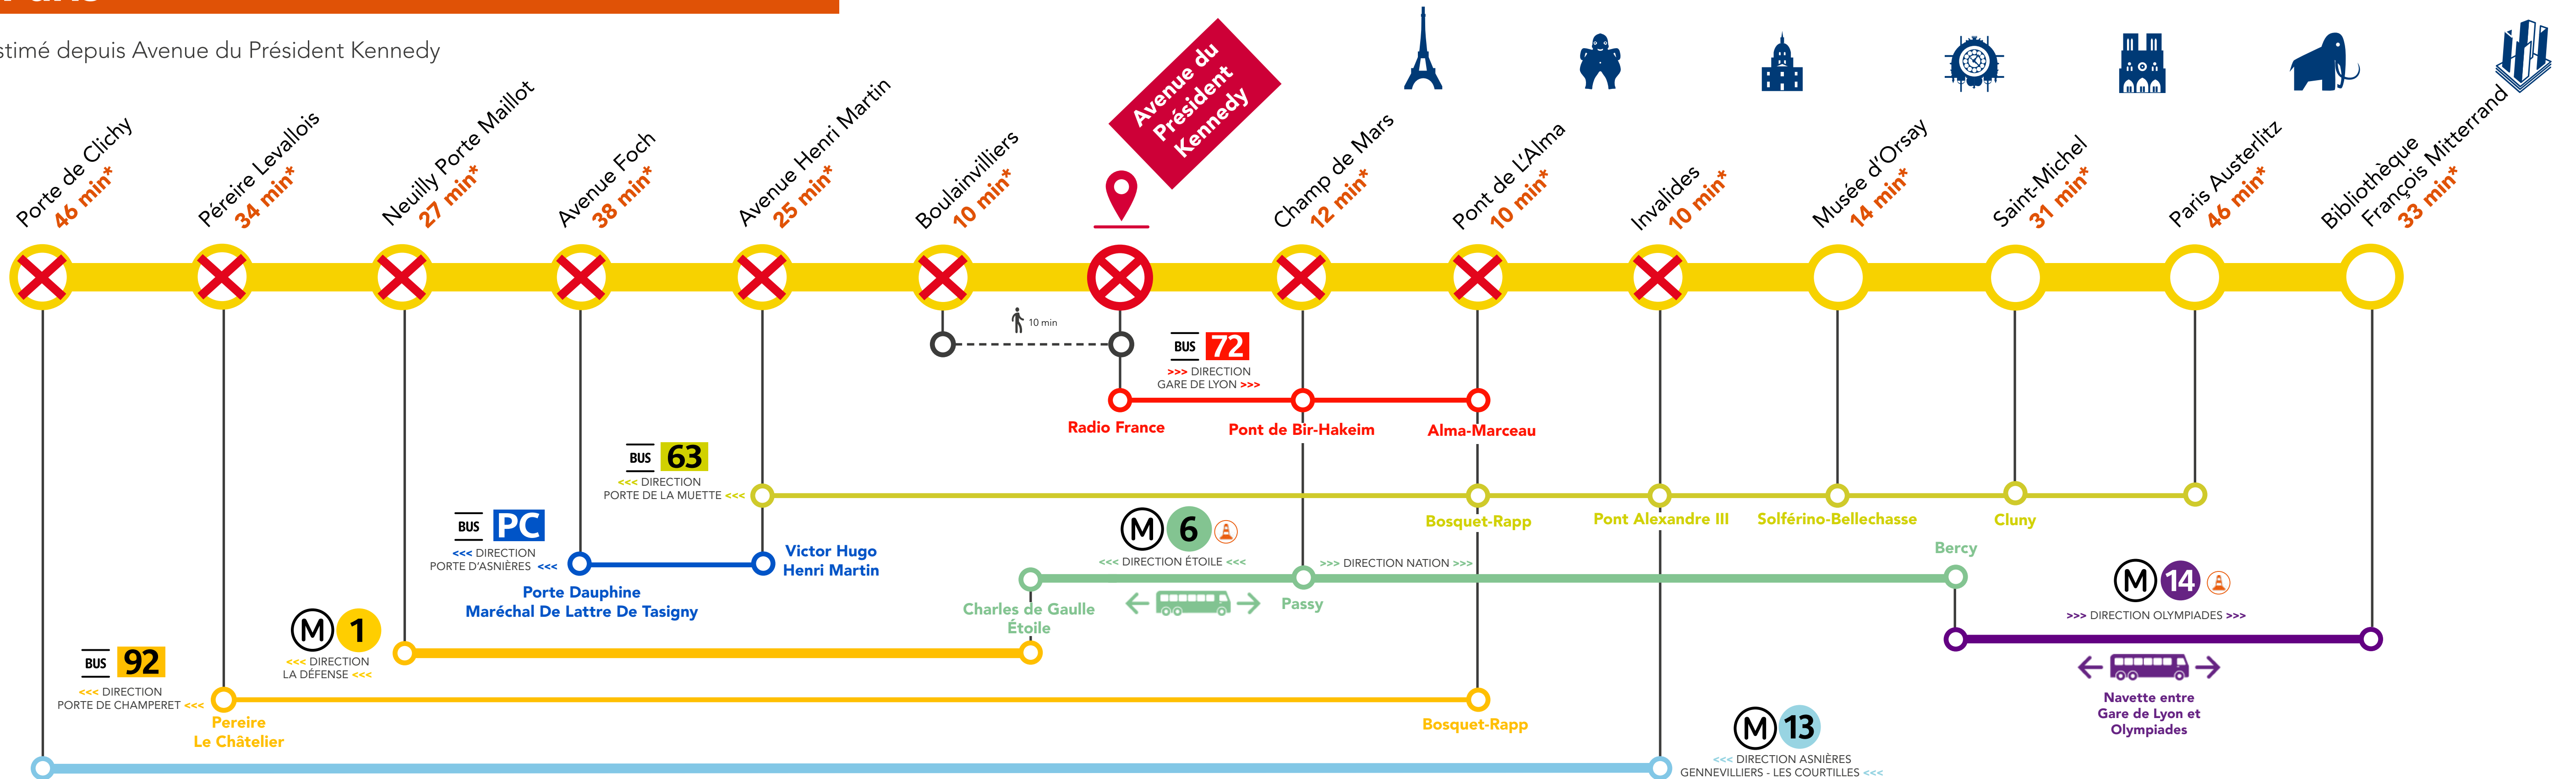 stimé depuis Avenue du Président Kennedy
Porte de Clichy
46 min*
Péreire Levallois
34 min*
Neuilly Porte Maillot
27 min*
Avenue Foch
38 min*
Avenue Henri Martin
25 min*
Boulainvilliers
10 min*
Avenue du
Président
Kennedy
Champ de Mars
12 min*
Pont de L'Alma
10 min*
Invalides
10 min*
Musée d'Orsay
14 min*
Saint-Michel
31 min*
Paris Austerlitz
46 min*
Bibliothèque
François Mitterrand
33 min*
10 min
BUS 72
>>> DIRECTION
GARE DE LYON >>>
Radio France
Pont de Bir-Hakeim
Alma-Marceau
BUS 63
<<< DIRECTION
PORTE DE LA MUETTE <<<
Bosquet-Rapp
Pont Alexandre III
Solférino-Bellechasse
Cluny
BUS PC
<<< DIRECTION
PORTE D'ASNIÈRES <<<
Victor Hugo
Henri Martin
Porte Dauphine
Maréchal De Lattre De Tasigny
M 6
<<< DIRECTION ÉTOILE <<<
>>> DIRECTION NATION >>>
Bercy
Charles de Gaulle
Étoile
Passy
M 14
>>> DIRECTION OLYMPIADES >>>
Navette entre
Gare de Lyon et
Olympiades
M 1
<<< DIRECTION
LA DÉFENSE <<<
BUS 92
<<< DIRECTION
PORTE DE CHAMPERET <<<
Pereire
Le Châtelier
Bosquet-Rapp
M 13
<<< DIRECTION ASNIÈRES
GENNEVILLIERS - LES COURTILLES <<<